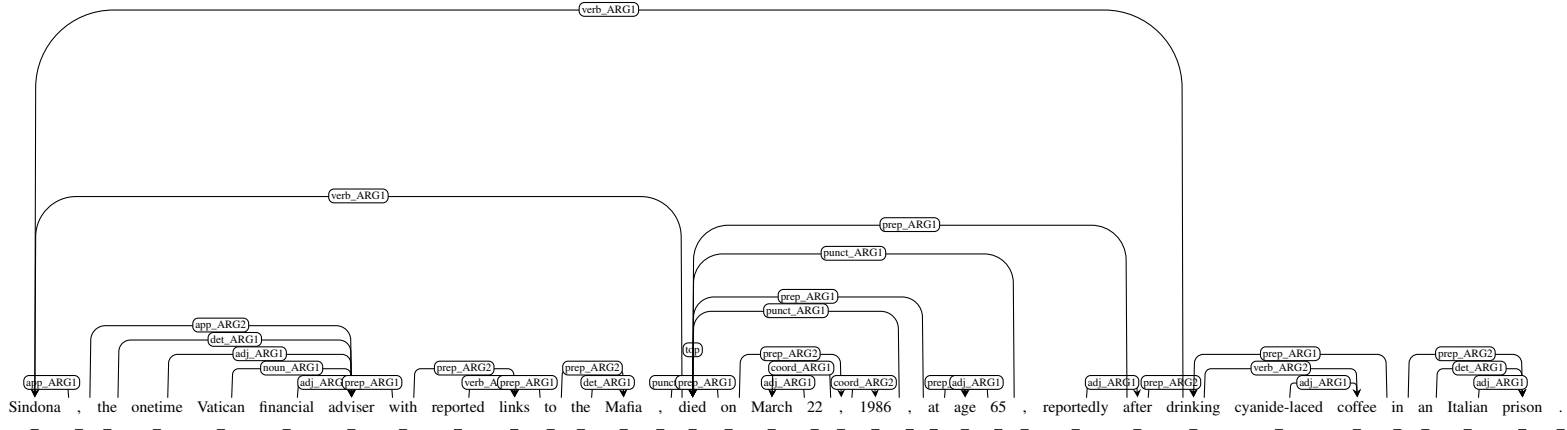 verb_ARG1
verb_ARG1
prep_ARG1
punct_ARG1
prep_ARG1
punct_ARG1
app_ARG2
det_ARG1
top
adj_ARG1 prep_ARG2 prep_ARG1 prep_ARG2
noun_ARG1 prep_ARG2 prep_ARG2 coord_ARG1 verb_ARG2 det_ARG1
app_ARG1 prep_ARG1 prep_ARG1 det_ARG1 prep_ARG1 adj_ARG1 coord_ARG2 adj_ARG1 adj_ARG1 prep_ARG2 adj_ARG1 adj_ARG1
Sindona , the onetime Vatican financial adviser with reported links to the Mafia , died on March 22 , 1986 , at age 65 , reportedly after drinking cyanide-laced coffee in an Italian prison .